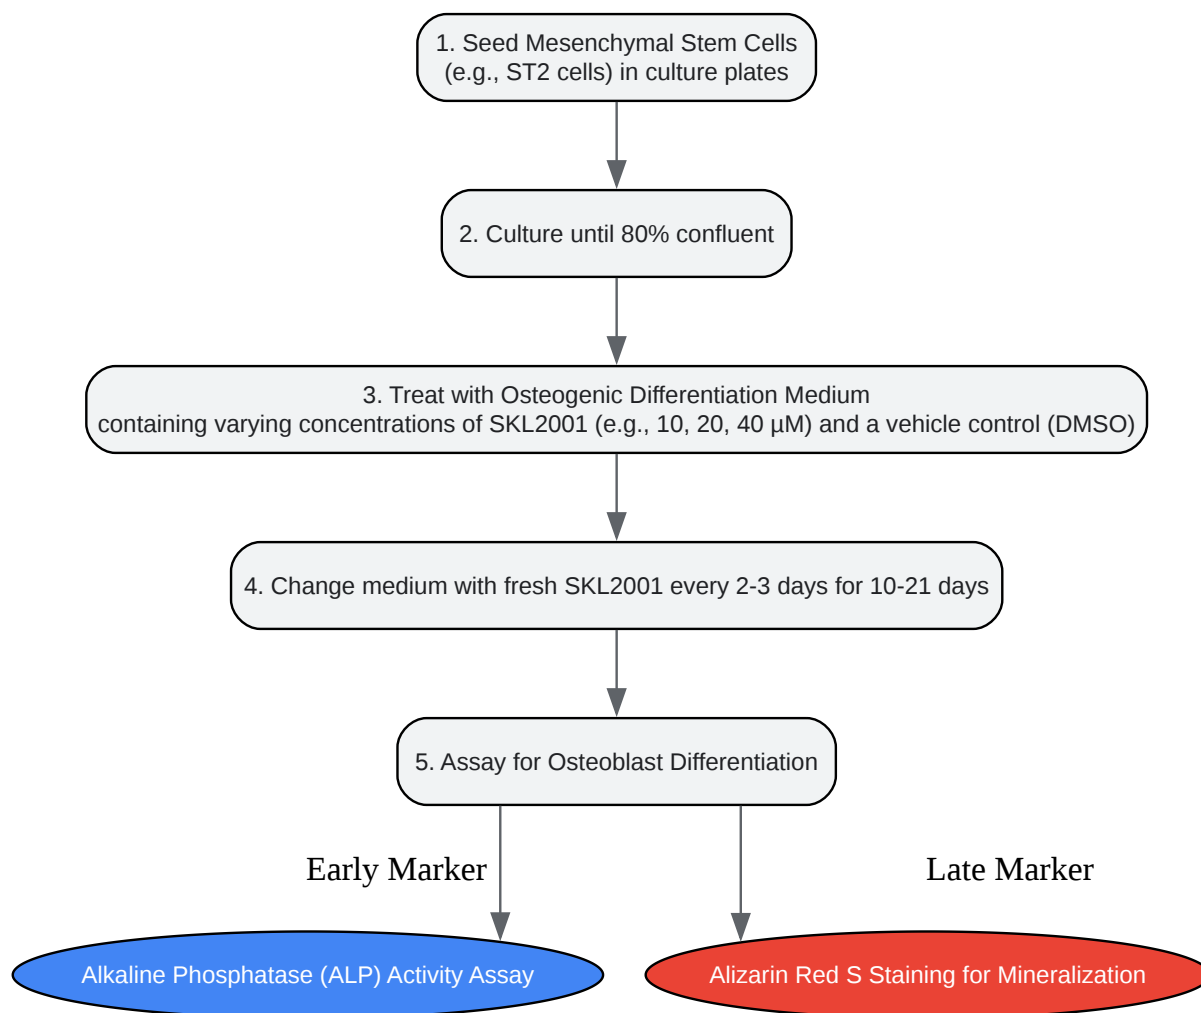 1. Seed Mesenchymal Stem Cells
(e.g., ST2 cells) in culture plates
2. Culture until 80% confluent
3. Treat with Osteogenic Differentiation Medium
containing varying concentrations of SKL2001 (e.g., 10, 20, 40 µM) and a vehicle control (DMSO)
4. Change medium with fresh SKL2001 every 2-3 days for 10-21 days
5. Assay for Osteoblast Differentiation
Early Marker
Late Marker
Alkaline Phosphatase (ALP) Activity Assay
Alizarin Red S Staining for Mineralization